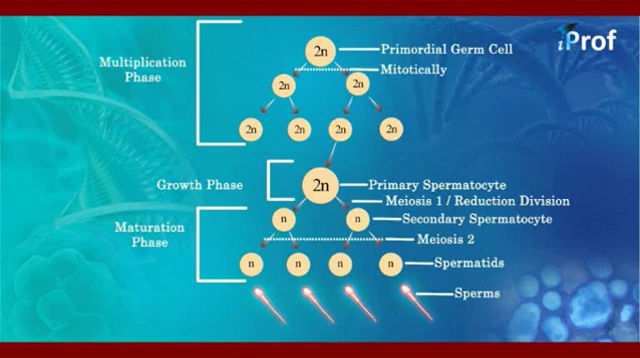 iProf
Multiplication
Phase
2n
Primordial Germ Cell
Mitotically
2n
2n
2n
2n
2n
2n
Growth Phase
2n
Primary Spermatocyte
Meiosis 1 / Reduction Division
Maturation
Phase
n
n
Secondary Spermatocyte
Meiosis 2
n
n
n
n
Spermatids
Sperms